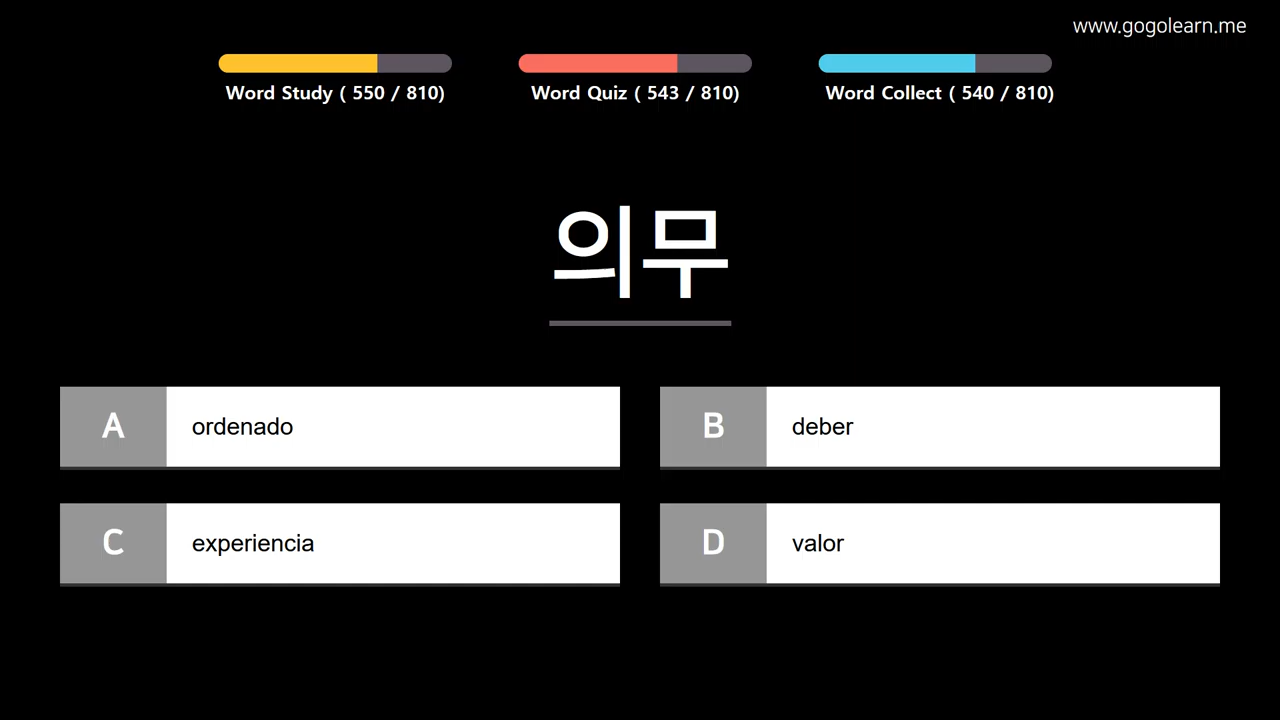 www.gogolearn.me
Word Study ( 550 / 810)
Word Quiz ( 543 / 810)
Word Collect ( 540 / 810)
의무
A ordenado
B deber
C experiencia
D valor